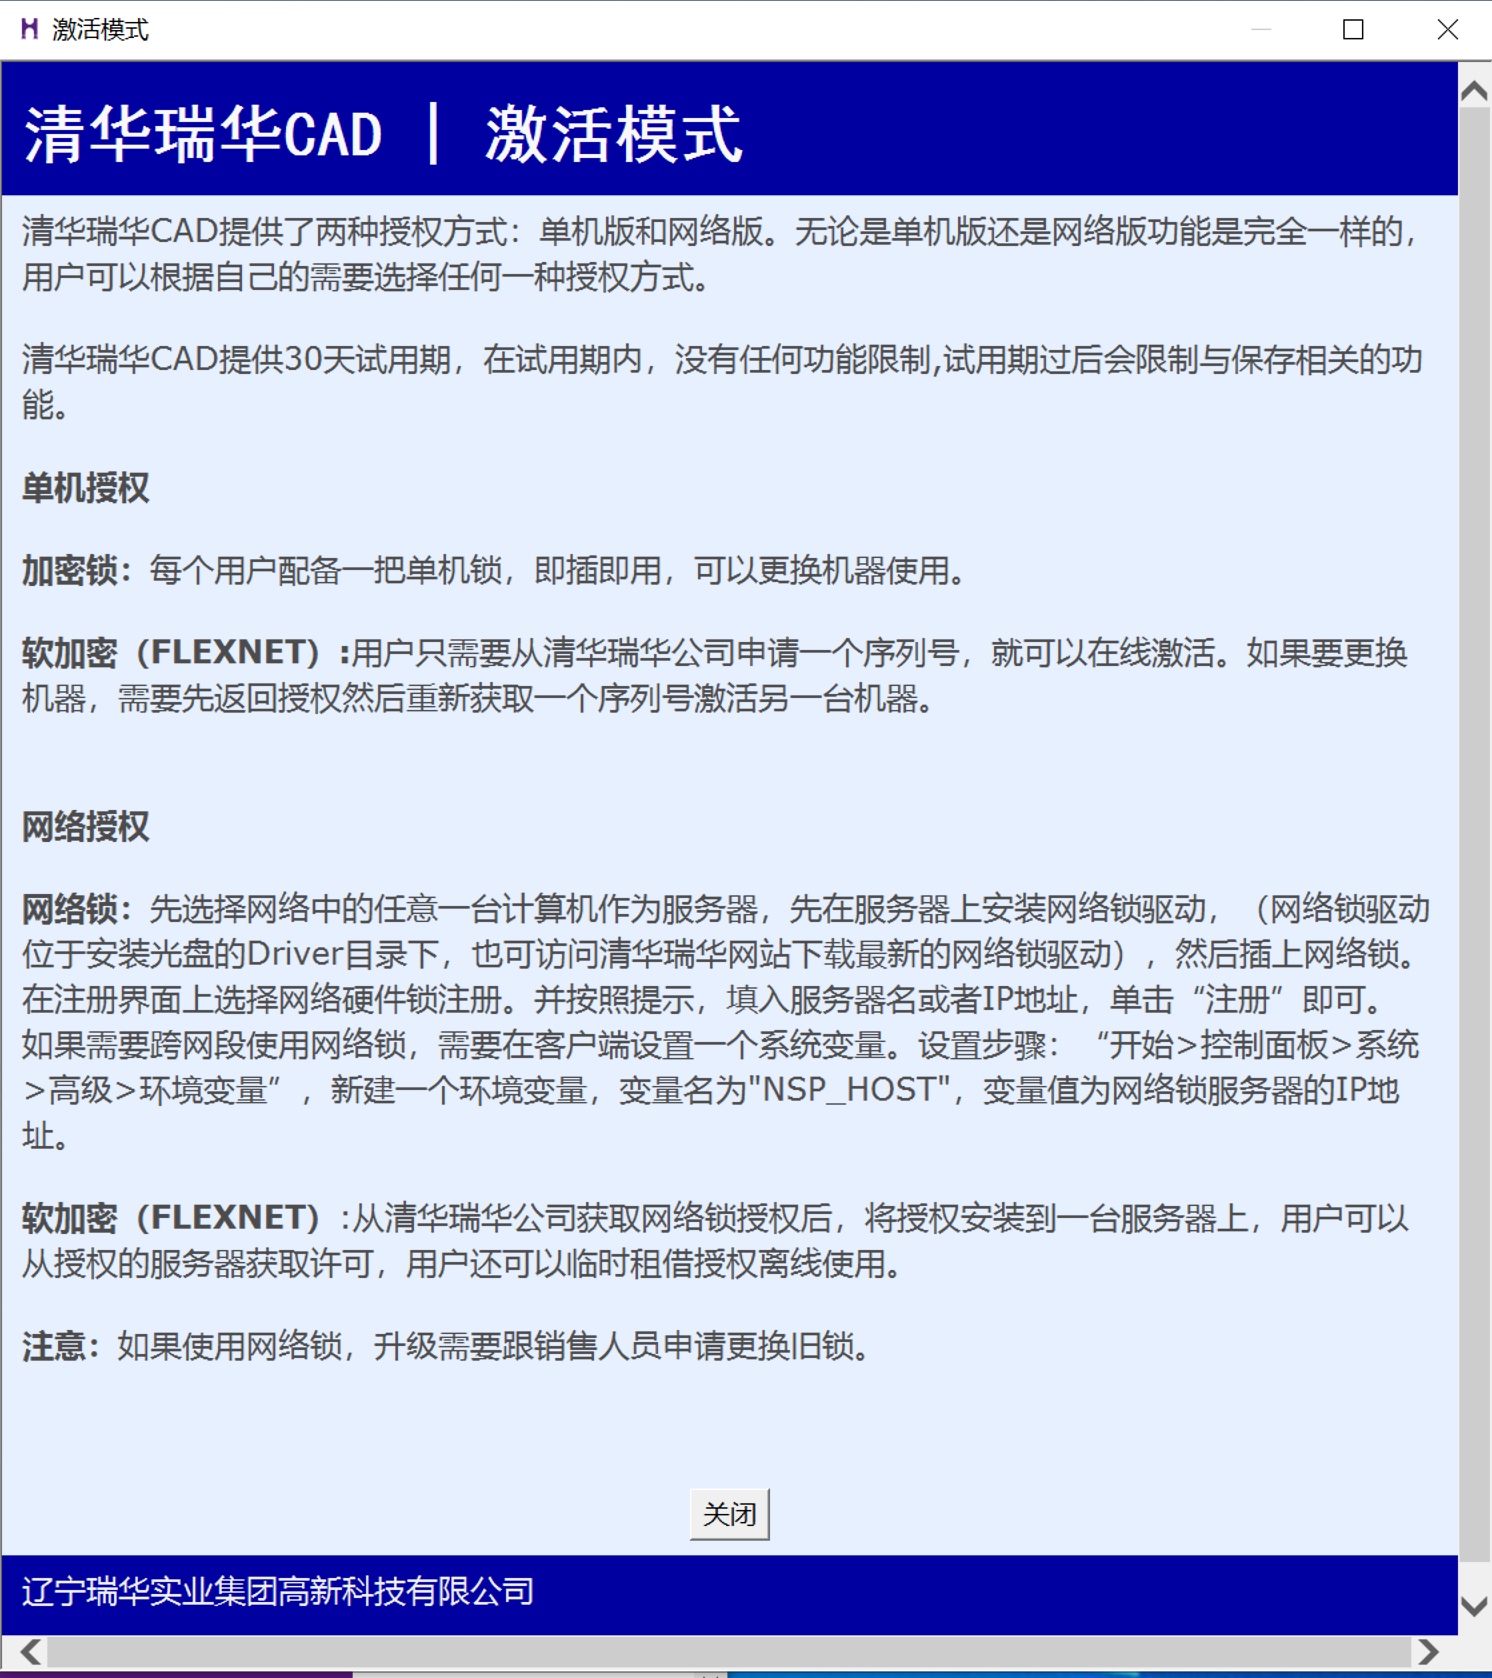 激活模式
清华瑞华CAD | 激活模式
清华瑞华CAD提供了两种授权方式：单机版和网络版。无论是单机版还是网络版功能是完全一样的，
用户可以根据自己的需要选择任何一种授权方式。
清华瑞华CAD提供30天试用期，在试用期内，没有任何功能限制,试用期过后会限制与保存相关的功
能。
单机授权
加密锁：每个用户配备一把单机锁，即插即用，可以更换机器使用。
软加密（FLEXNET）:用户只需要从清华瑞华公司申请一个序列号，就可以在线激活。如果要更换
机器，需要先返回授权然后重新获取一个序列号激活另一台机器。
网络授权
网络锁：先选择网络中的任意一台计算机作为服务器，先在服务器上安装网络锁驱动，（网络锁驱动
位于安装光盘的Driver目录下，也可访问清华瑞华网站下载最新的网络锁驱动），然后插上网络锁。
在注册界面上选择网络硬件锁注册。并按照提示，填入服务器名或者IP地址，单击“注册”即可。
如果需要跨网段使用网络锁，需要在客户端设置一个系统变量。设置步骤：“开始>控制面板>系统
>高级>环境变量”，新建一个环境变量，变量名为"NSP_HOST"，变量值为网络锁服务器的IP地
址。
软加密（FLEXNET）:从清华瑞华公司获取网络锁授权后，将授权安装到一台服务器上，用户可以
从授权的服务器获取许可，用户还可以临时租借授权离线使用。
注意：如果使用网络锁，升级需要跟销售人员申请更换旧锁。
关闭
辽宁瑞华实业集团高新科技有限公司